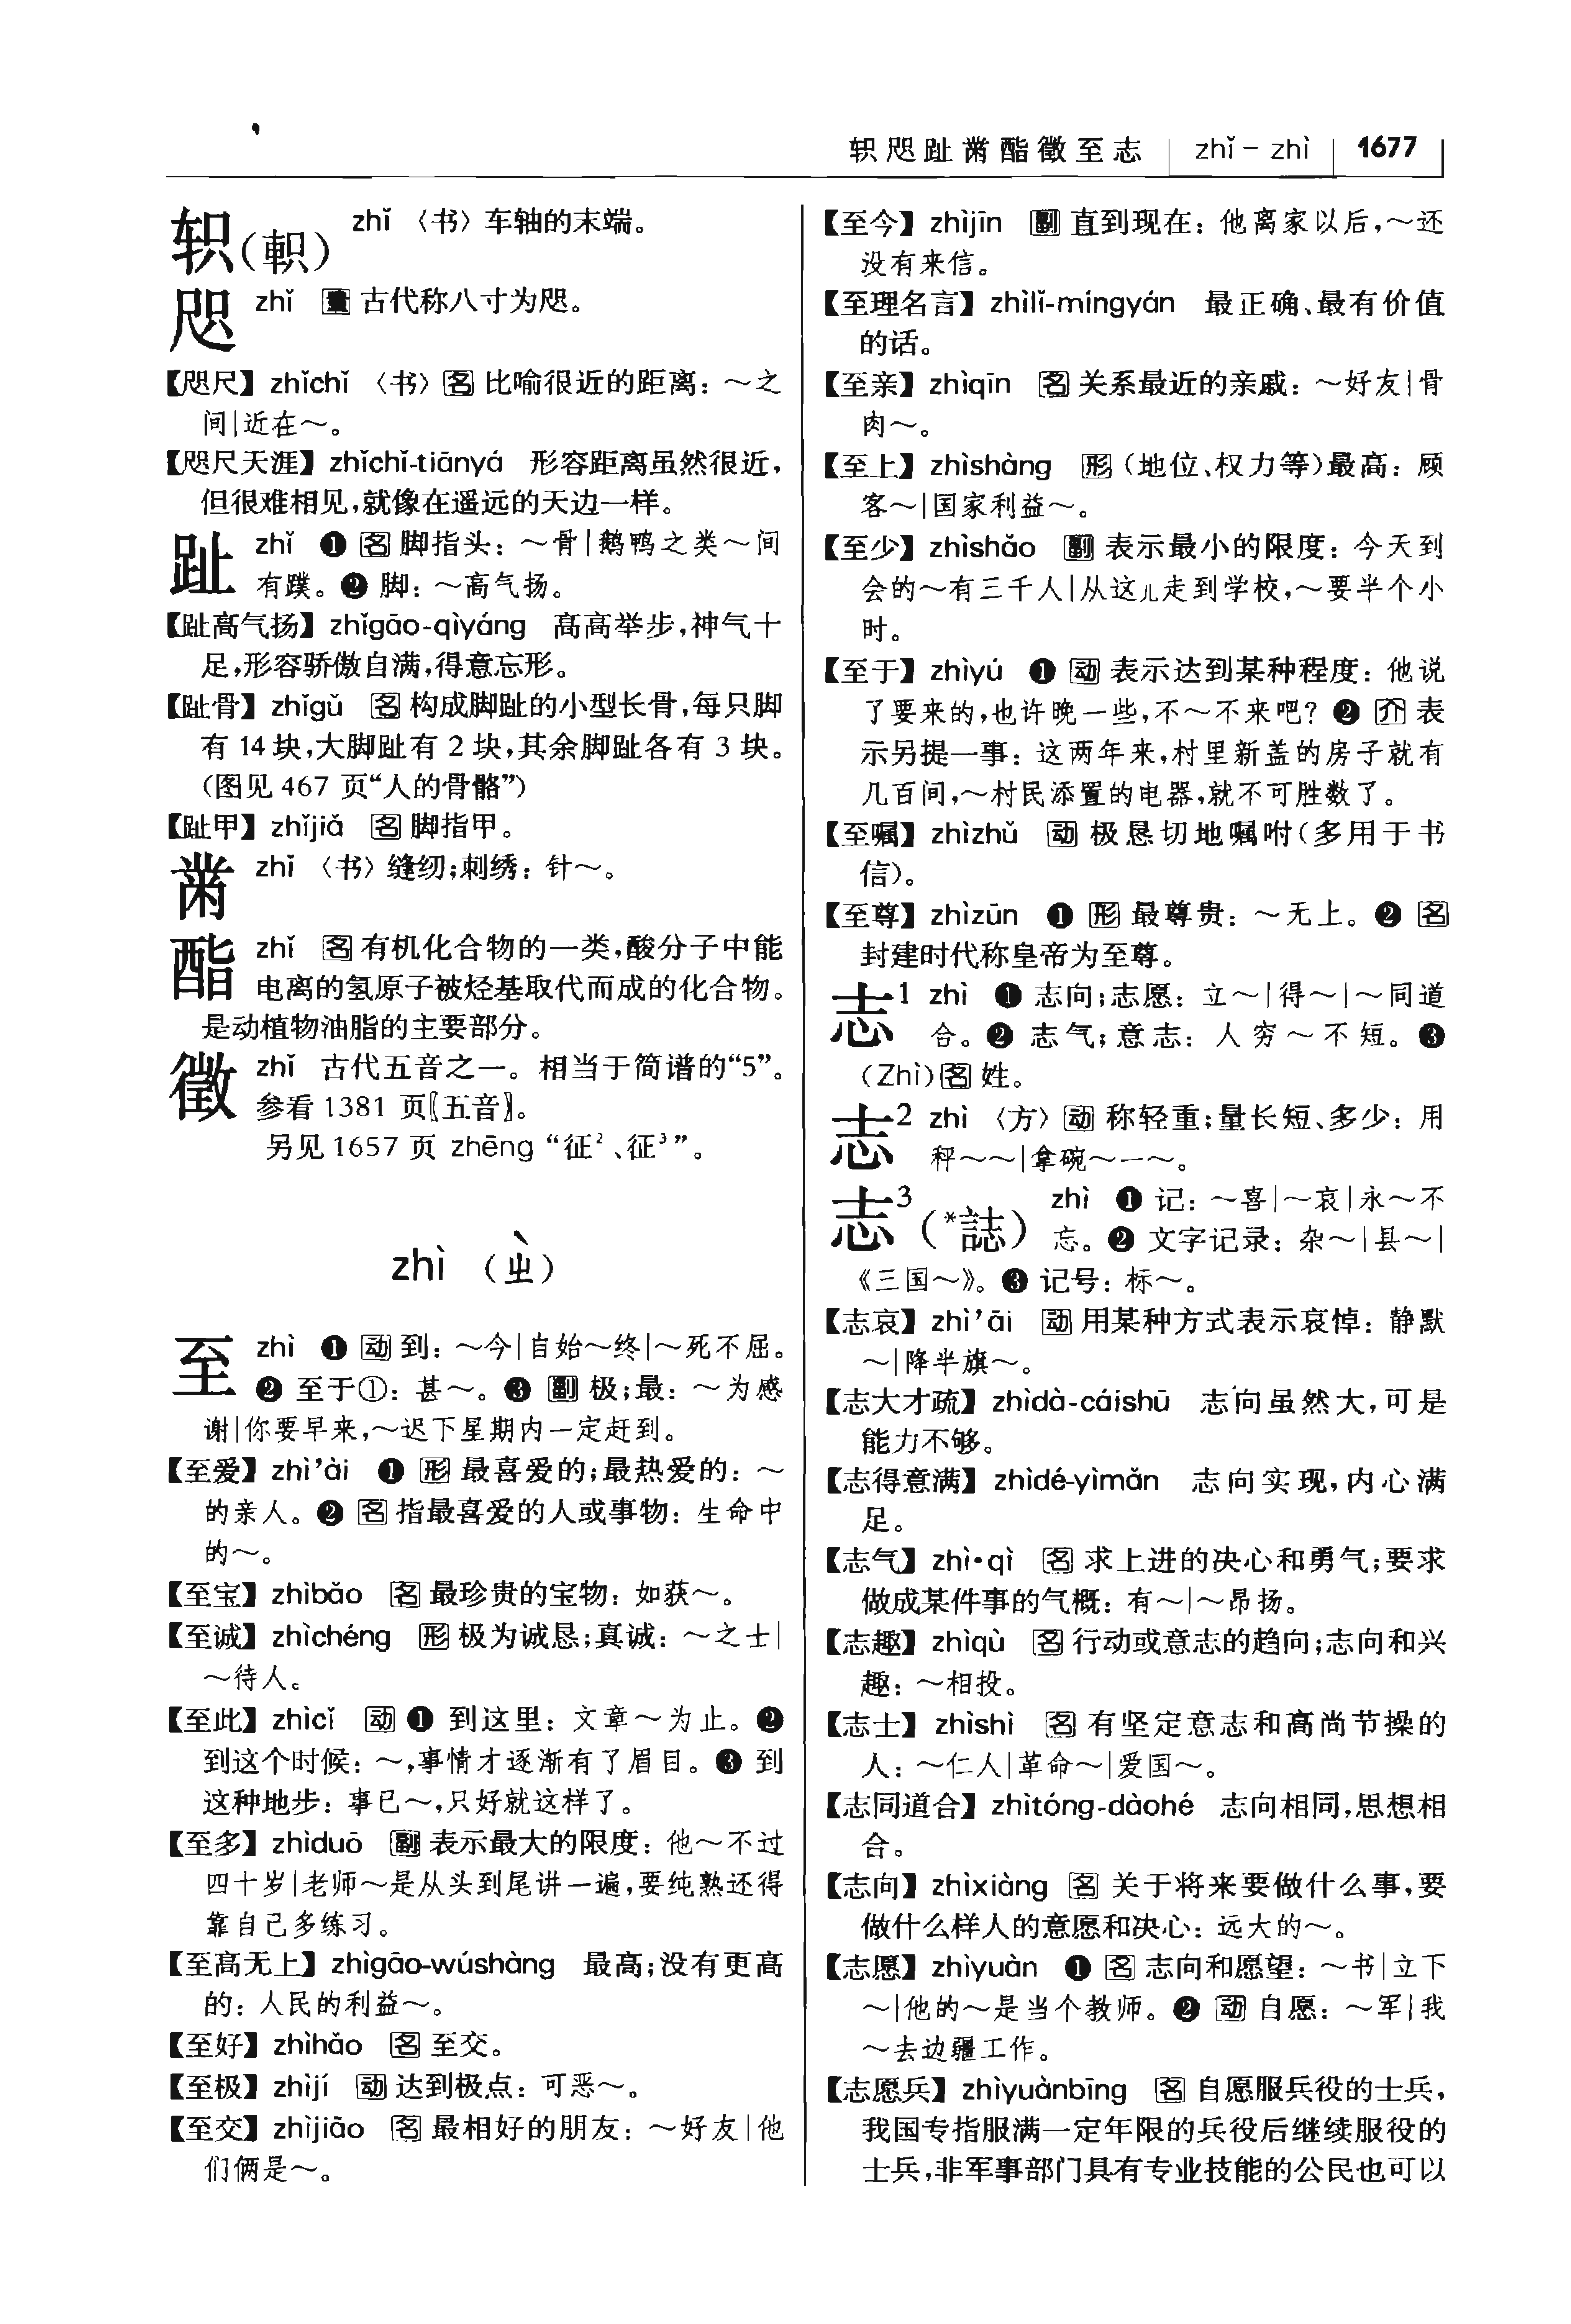 轵咫趾黹酯徵至志 zhǐ－zhì 1677
轵(軹) zhǐ 〈书〉车轴的末端。
咫 zhǐ 量 古代称八寸为咫。
【咫尺】zhǐchǐ 〈书〉名 比喻很近的距离：～之
间|近在～。
【咫尺天涯】zhǐchǐ-tiānyá 形容距离虽然很近，
但很难相见，就像在遥远的天边一样。
趾 zhǐ ❶ 名 脚指头：～骨|鹅鸭之类～间
有蹼。❷ 脚：～高气扬。
【趾高气扬】zhǐgāo-qìyáng 高高举步，神气十
足，形容骄傲自满，得意忘形。
【趾骨】zhǐgǔ 名 构成脚趾的小型长骨，每只脚
有14块，大脚趾有2块，其余脚趾各有3块。
（图见467页“人的骨骼”）
【趾甲】zhǐjiǎ 名 脚指甲。
黹 zhǐ 〈书〉缝纫；刺绣：针～。
酯 zhǐ 名 有机化合物的一类，酸分子中能
电离的氢原子被烃基取代而成的化合物。
是动植物油脂的主要部分。
徵 zhǐ 古代五音之一。相当于简谱的“5”。
参看1381页〖五音〗。
另见1657页 zhēng “征²、征³”。
zhì （ㄓˋ）
至 zhì ❶ 动 到：～今|自始～终|～死不屈。
❷ 至于①：甚～。❸ 副 极；最：～为感
谢|你要早来，～迟下星期内一定赶到。
【至爱】zhì’ài ❶ 形 最喜爱的；最热爱的：～
的亲人。❷ 名 指最喜爱的人或事物：生命中
的～。
【至宝】zhìbǎo 名 最珍贵的宝物：如获～。
【至诚】zhìchéng 形 极为诚恳；真诚：～之士|
～待人。
【至此】zhìcǐ 动 ❶ 到这里：文章～为止。❷
到这个时候：～，事情才逐渐有了眉目。❸ 到
这种地步：事已～，只好就这样了。
【至多】zhìduō 副 表示最大的限度：他～不过
四十岁|老师～是从头到尾讲一遍，要纯熟还得
靠自己多练习。
【至高无上】zhìgāo-wúshàng 最高；没有更高
的：人民的利益～。
【至好】zhìhǎo 名 至交。
【至极】zhìjí 动 达到极点：可恶～。
【至交】zhìjiāo 名 最相好的朋友：～好友|他
们俩是～。
【至今】zhìjīn 副 直到现在：他离家以后，～还
没有来信。
【至理名言】zhìlǐ-míngyán 最正确、最有价值
的话。
【至亲】zhìqīn 名 关系最近的亲戚：～好友|骨
肉～。
【至上】zhìshàng 形 （地位、权力等）最高：顾
客～|国家利益～。
【至少】zhìshǎo 副 表示最小的限度：今天到
会的～有三千人|从这儿走到学校，～要半个小
时。
【至于】zhìyú ❶ 动 表示达到某种程度：他说
了要来的，也许晚一些，不～不来吧？❷ 介 表
示另提一事：这两年来，村里新盖的房子就有
几百间，～村民添置的电器，就不可胜数了。
【至嘱】zhìzhǔ 动 极恳切地嘱咐（多用于书
信）。
【至尊】zhìzūn ❶ 形 最尊贵：～无上。❷ 名
封建时代称皇帝为至尊。
志¹ zhì ❶ 志向；志愿：立～|得～|～同道
合。❷ 志气；意志：人穷～不短。❸
（Zhì）名 姓。
志² zhì 〈方〉动 称轻重；量长短、多少：用
秤～～|拿碗～一～。
志³（*誌） zhì ❶ 记：～喜|～哀|永～不
忘。❷ 文字记录：杂～|县～|
《三国～》。❸ 记号：标～。
【志哀】zhì’āi 动 用某种方式表示哀悼：静默
～|降半旗～。
【志大才疏】zhìdà-cáishū 志向虽然大，可是
能力不够。
【志得意满】zhìdé-yìmǎn 志向实现，内心满
足。
【志气】zhì·qì 名 求上进的决心和勇气；要求
做成某件事的气概：有～|～昂扬。
【志趣】zhìqù 名 行动或意志的趋向；志向和兴
趣：～相投。
【志士】zhìshì 名 有坚定意志和高尚节操的
人：～仁人|革命～|爱国～。
【志同道合】zhìtóng-dàohé 志向相同，思想相
合。
【志向】zhìxiàng 名 关于将来要做什么事，要
做什么样人的意愿和决心：远大的～。
【志愿】zhìyuàn ❶ 名 志向和愿望：～书|立下
～|他的～是当个教师。❷ 动 自愿：～军|我
～去边疆工作。
【志愿兵】zhìyuànbīng 名 自愿服兵役的士兵，
我国专指服满一定年限的兵役后继续服役的
士兵，非军事部门具有专业技能的公民也可以